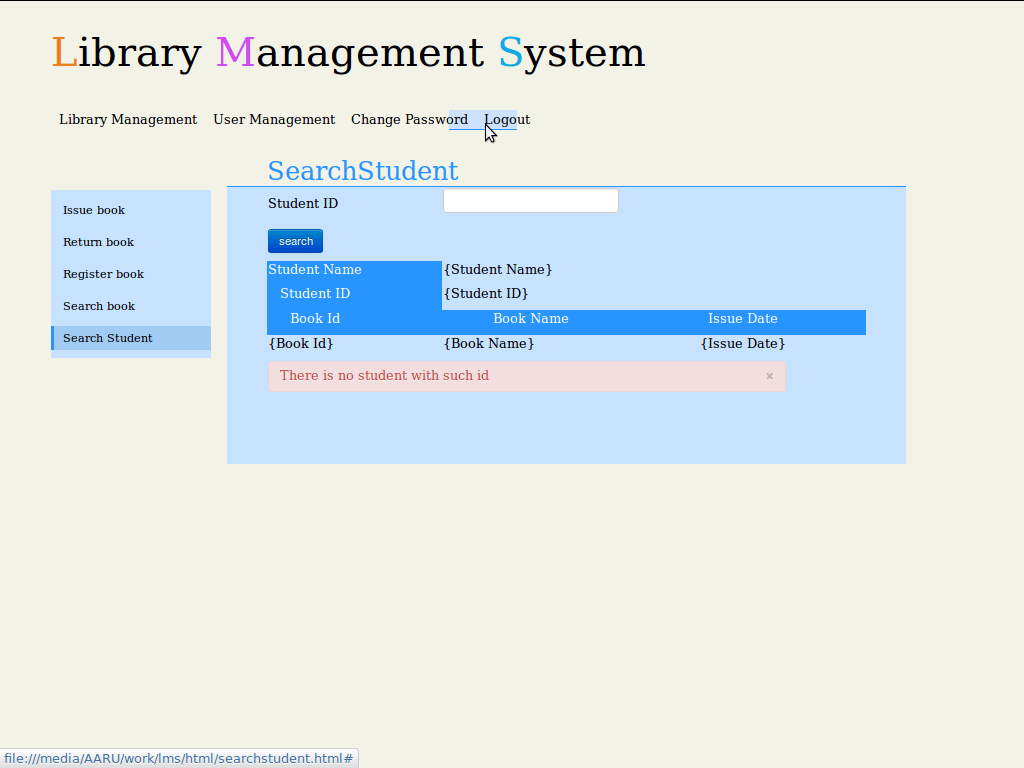 Library Management System
Library Management User Management Change Password Logout
SearchStudent
Issue book
Return book
Register book
Search book
Search Student
Student ID
search
Student Name {Student Name}
Student ID {Student ID}
Book Id Book Name Issue Date
{Book Id} {Book Name} {Issue Date}
There is no student with such id ×
file:///media/AARU/work/lms/html/searchstudent.html#